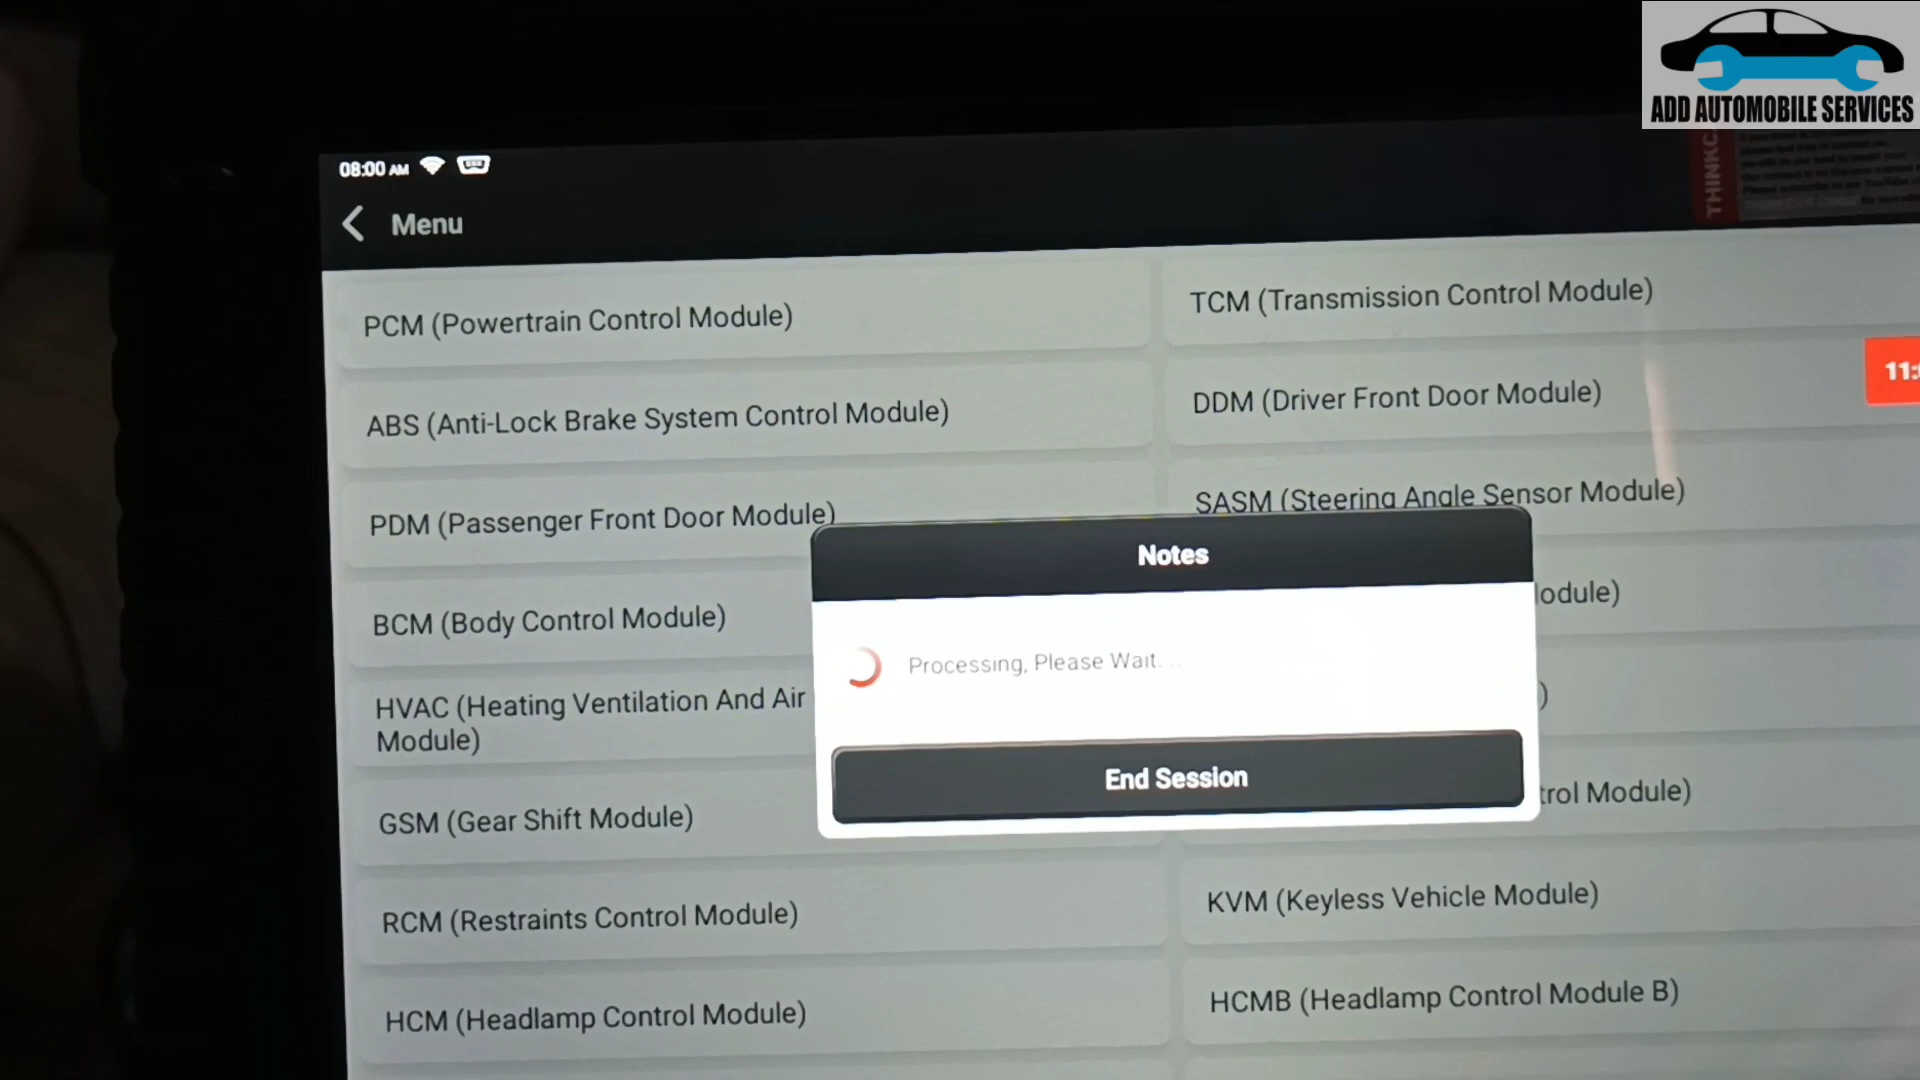 ADD AUTOMOBILE SERVICES
THINKC
08:00 AM
Menu
PCM (Powertrain Control Module)
TCM (Transmission Control Module)
ABS (Anti-Lock Brake System Control Module)
DDM (Driver Front Door Module)
11:
PDM (Passenger Front Door Module)
SASM (Steering Angle Sensor Module)
Notes
BCM (Body Control Module)
odule)
Processing, Please Wait. ..
HVAC (Heating Ventilation And Air
Module)
)
End Session
GSM (Gear Shift Module)
trol Module)
RCM (Restraints Control Module)
KVM (Keyless Vehicle Module)
HCM (Headlamp Control Module)
HCMB (Headlamp Control Module B)